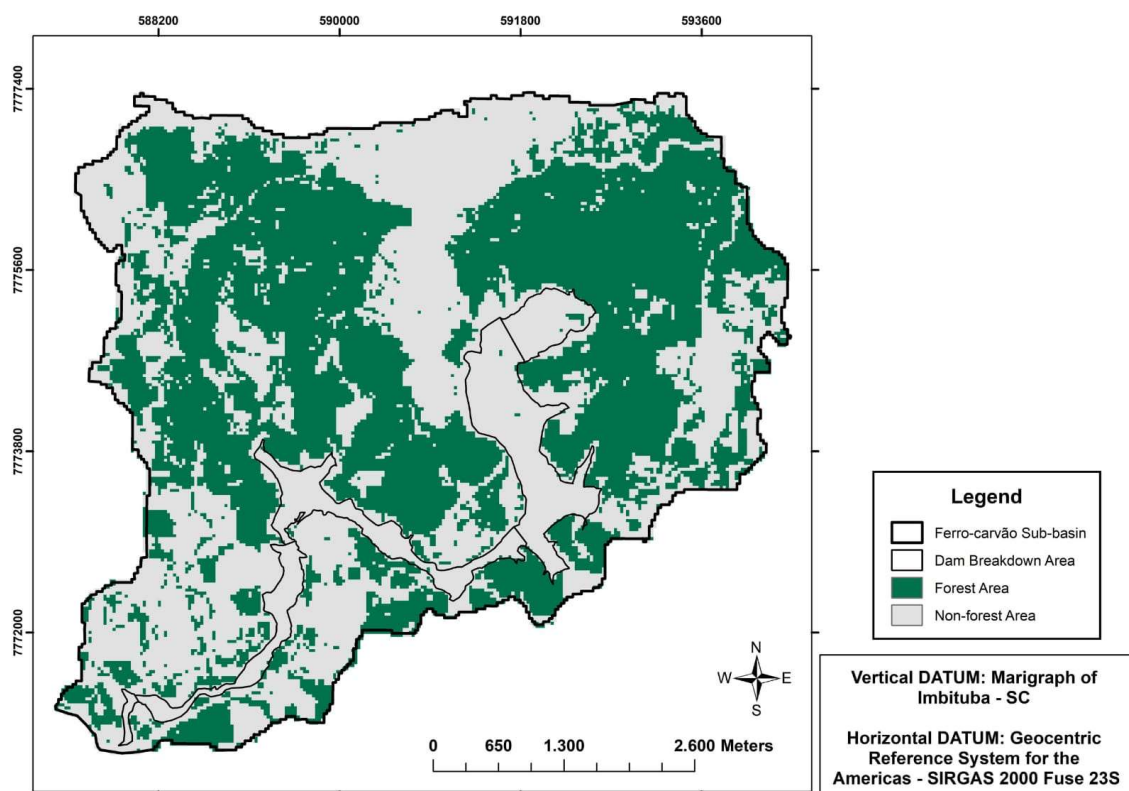 588200 590000 591800 593600
7777400
7775600
7773800
7772000
Legend
Ferro-carvão Sub-basin
Dam Breakdown Area
Forest Area
Non-forest Area
N
W E
S
0 650 1.300 2.600 Meters
Vertical DATUM: Marigraph of
Imbituba - SC
Horizontal DATUM: Geocentric
Reference System for the
Americas - SIRGAS 2000 Fuse 23S